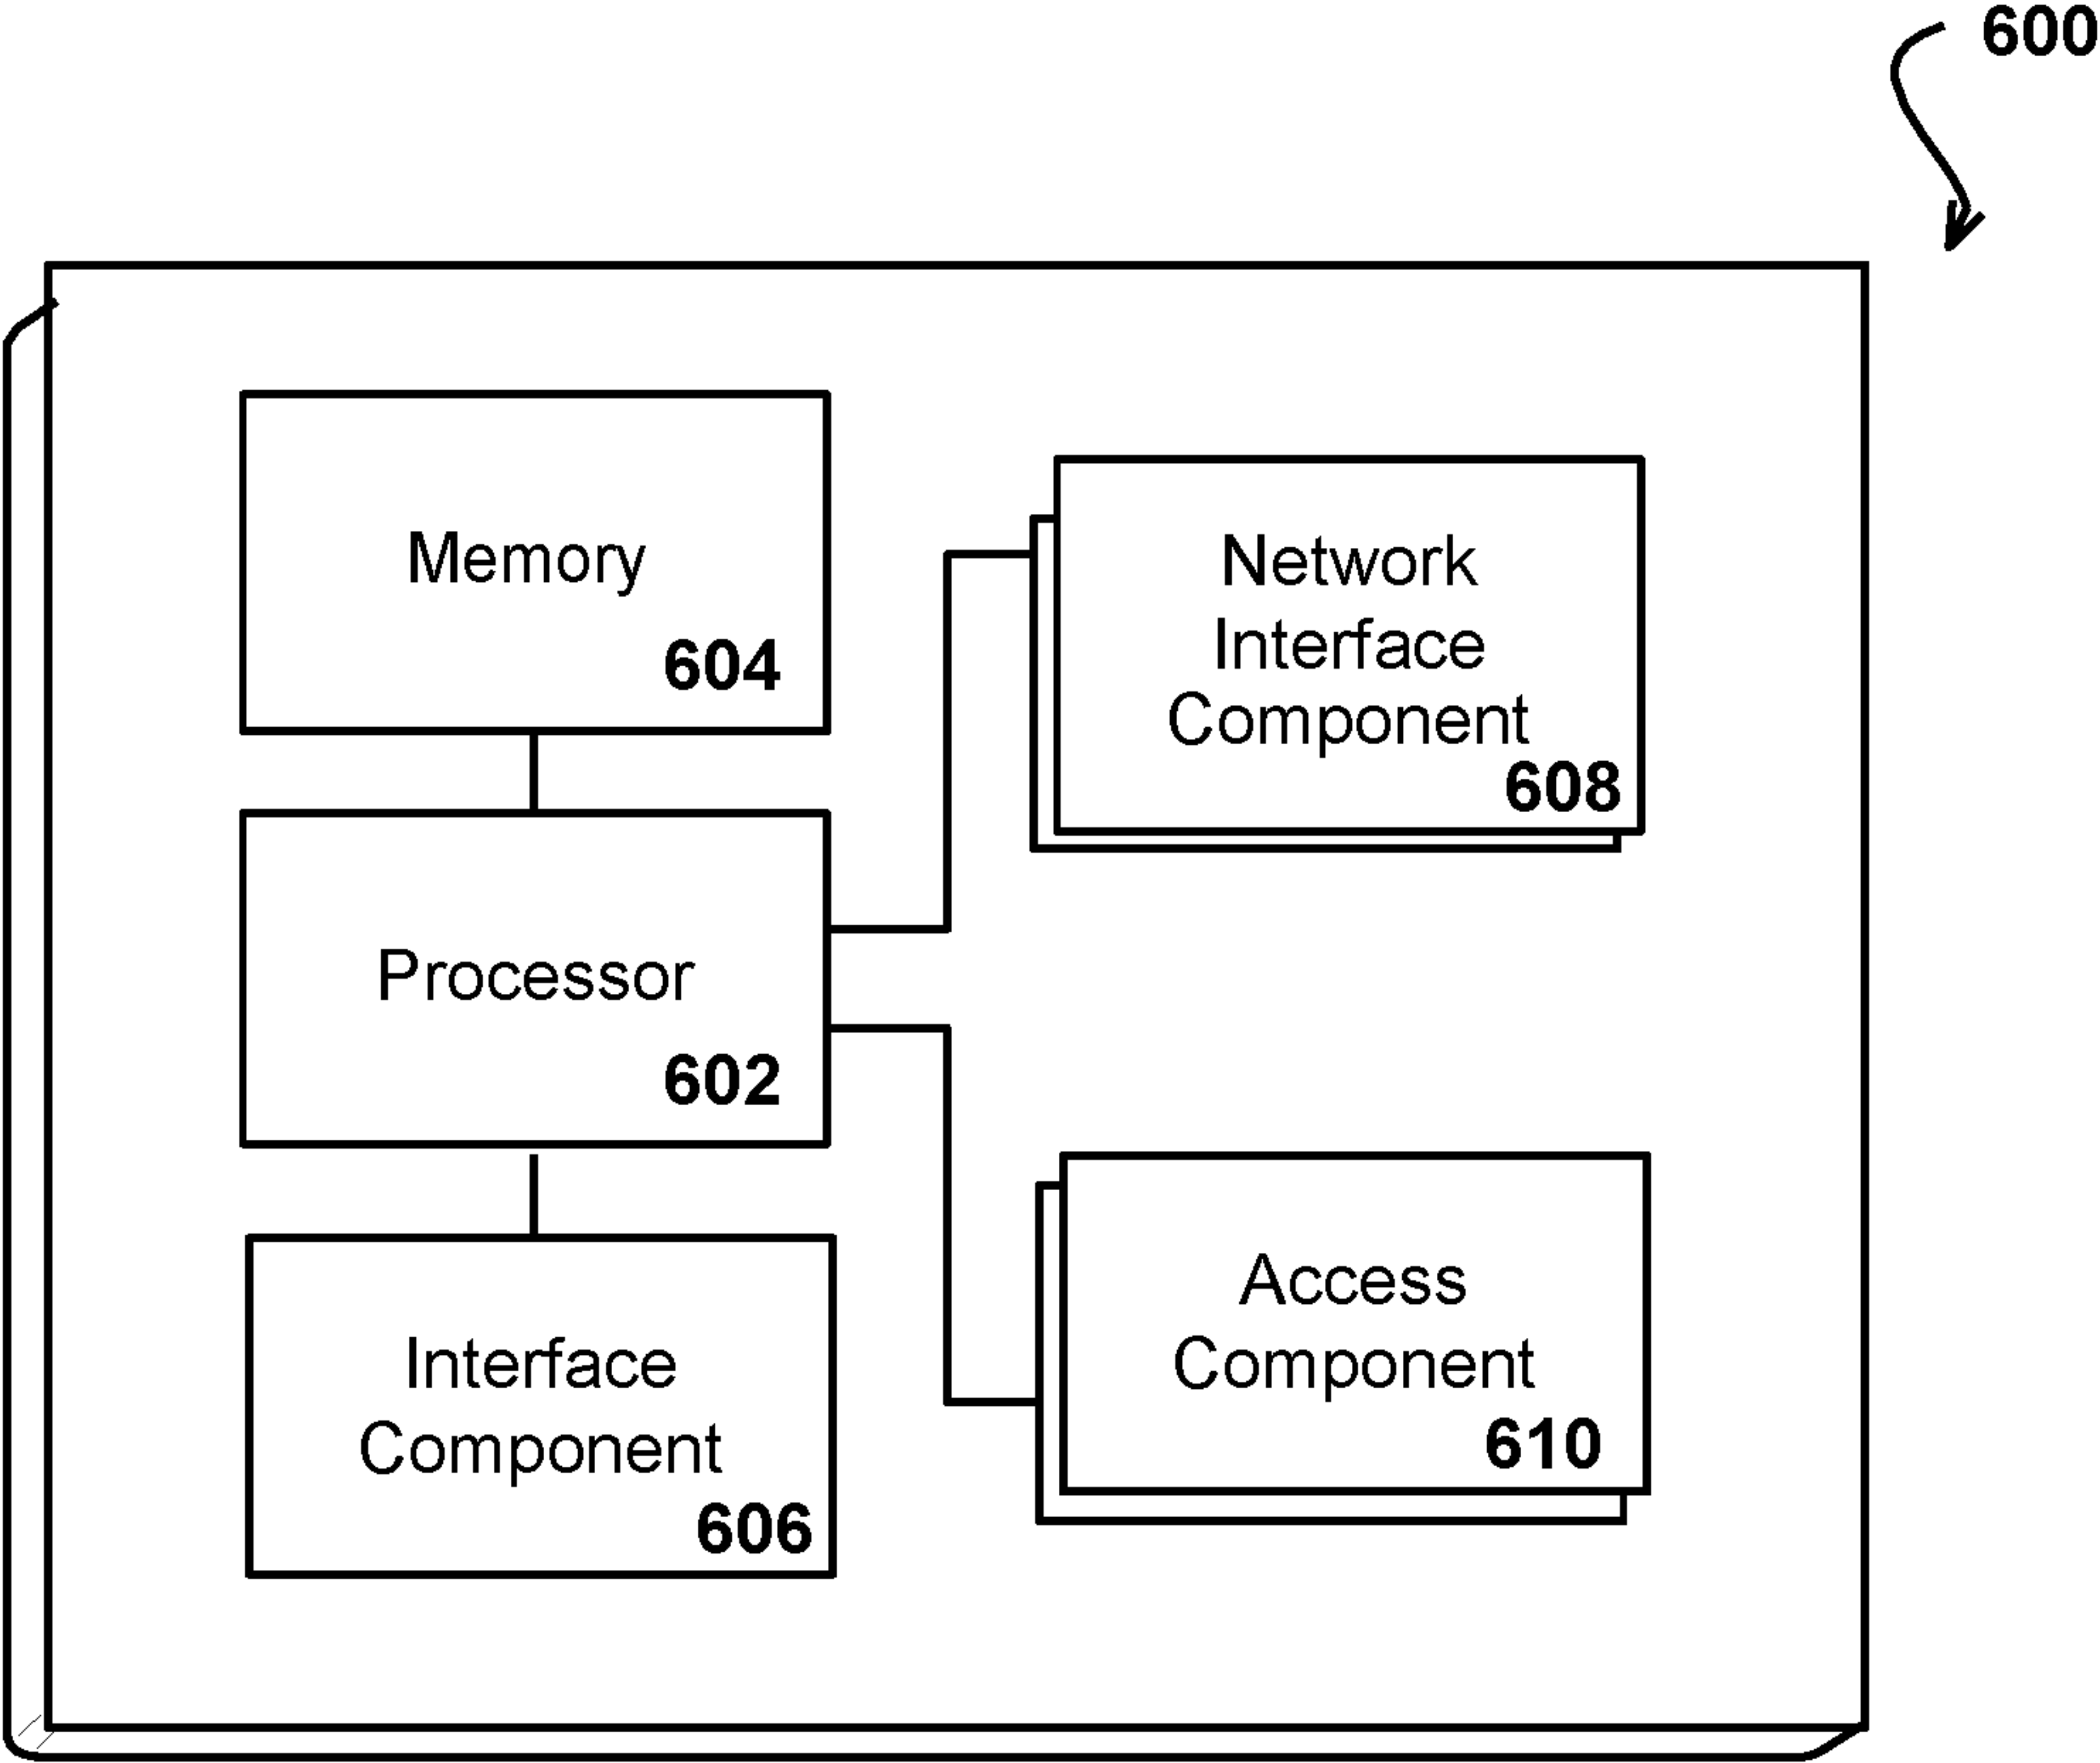 600
Memory
604
Network
Interface
Component
608
Processor
602
Interface
Component
606
Access
Component
610